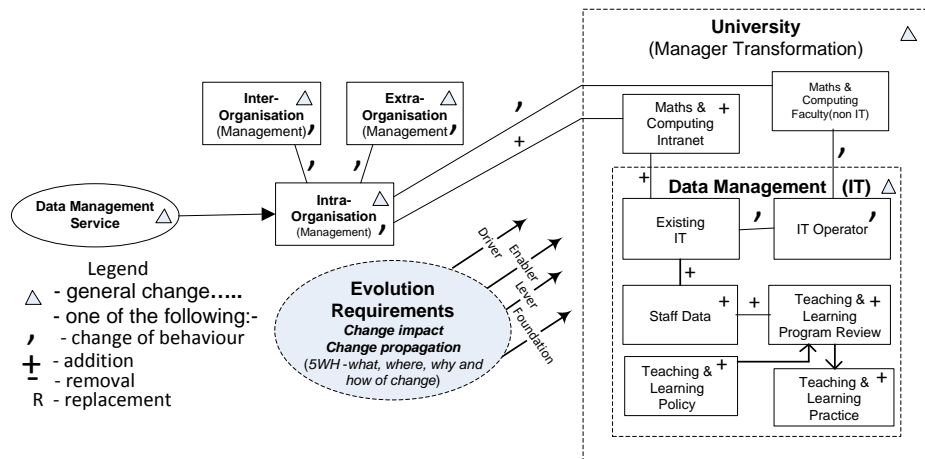 University
(Manager Transformation)
Inter-
Organisation
(Management)
,
Extra-
Organisation
(Management
,
,
,
,
+
Maths &
Computing
Intranet
+
Maths &
Computing
Faculty(non IT)
,
+
Data Management (IT)
Data Management
Service
Intra-
Organisation
(Management)
,
Existing
IT
,
IT Operator
,
+
Driver
Enabler
Lever
Foundation
Evolution
Requirements
Change impact
Change propagation
(5WH -what, where, why and
how of change)
Staff Data
+
+
Teaching &
Learning
Program Review
+
Teaching &
Learning
Policy
+
Teaching &
Learning
Practice
+
Legend
- general change…..
- one of the following:-
, - change of behaviour
+ - addition
- - removal
R - replacement